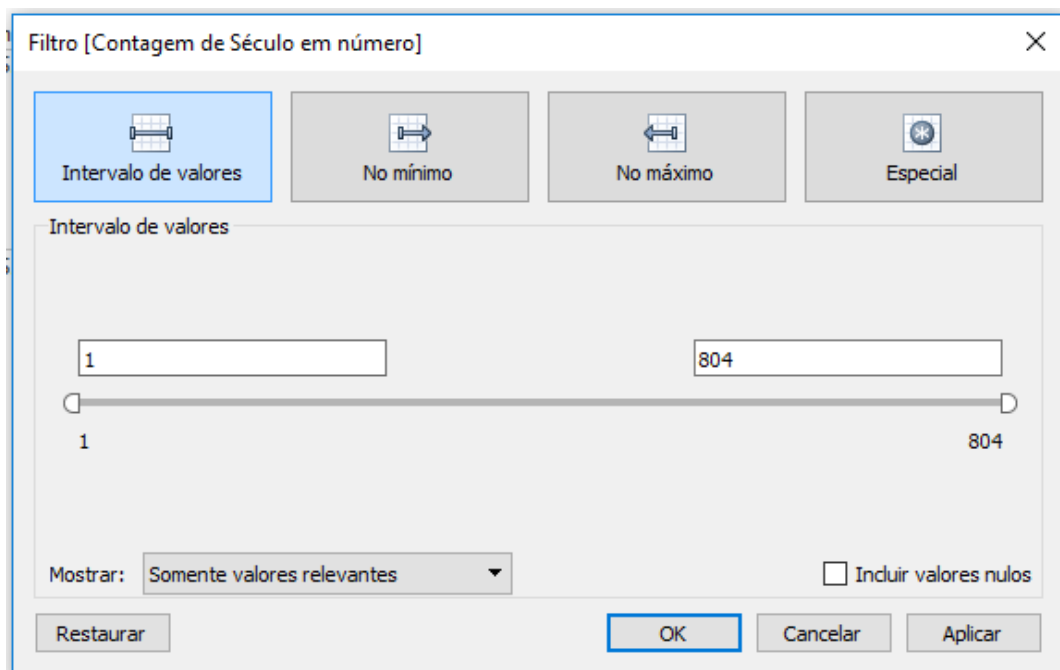 Filtro [Contagem de Século em número]
Intervalo de valores
No mínimo
No máximo
Especial
Intervalo de valores
1
804
1
804
Mostrar:
Somente valores relevantes
Incluir valores nulos
Restaurar
OK
Cancelar
Aplicar